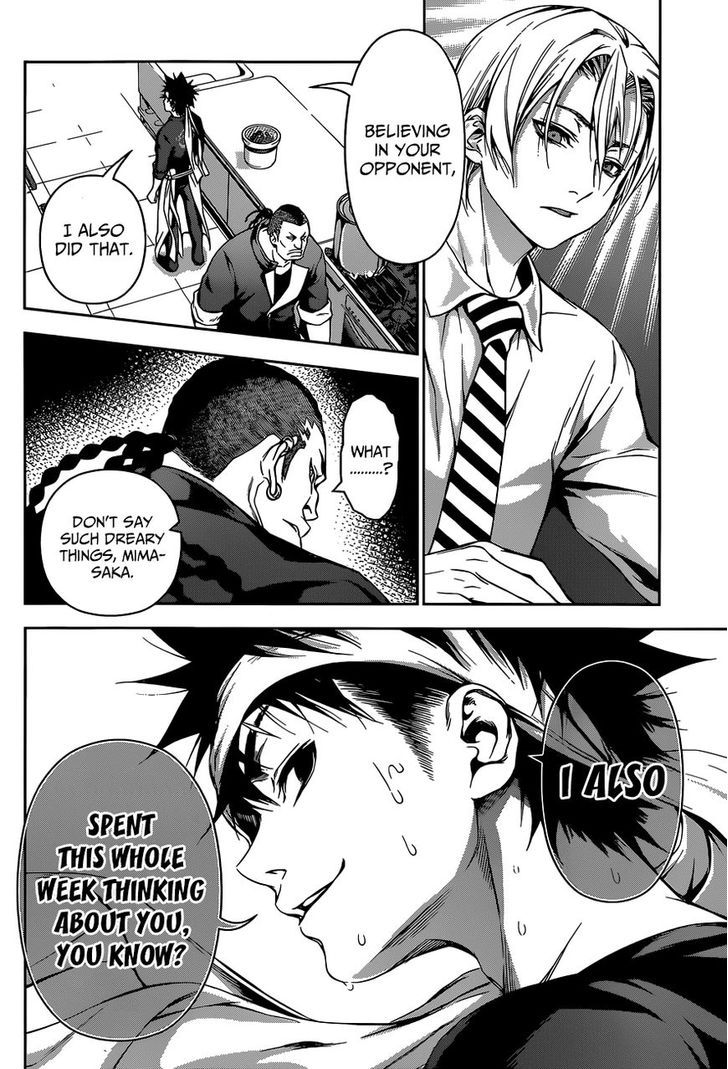 BELIEVING
IN YOUR
OPPONENT,
I ALSO
DID THAT.
WHAT
.........?
DON'T SAY
SUCH DREARY
THINGS, MIMA-
SAKA.
I ALSO
SPENT
THIS WHOLE
WEEK THINKING
ABOUT YOU,
YOU KNOW?